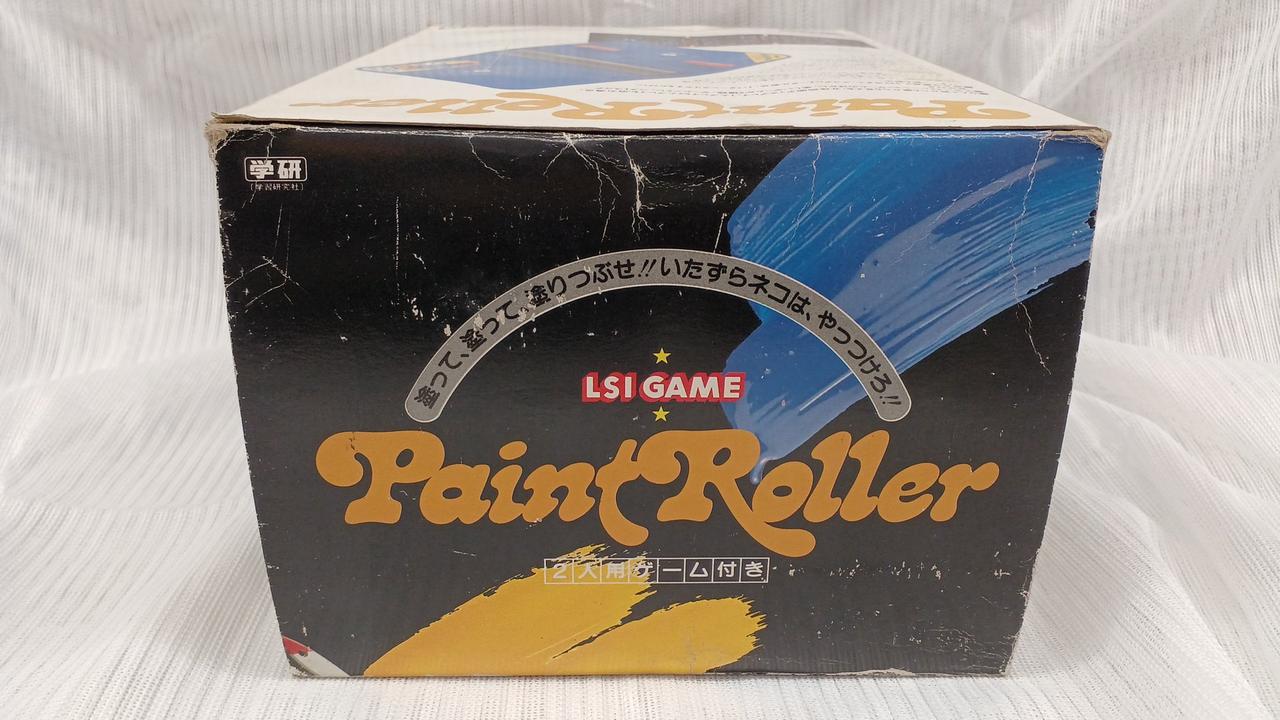 Paint Roller
学研
(学習研究社)
塗って、塗って、塗りつぶせ!!いたずらネコは、やっつけろ!!
LSI GAME
Paint Roller
2人用ゲーム付き